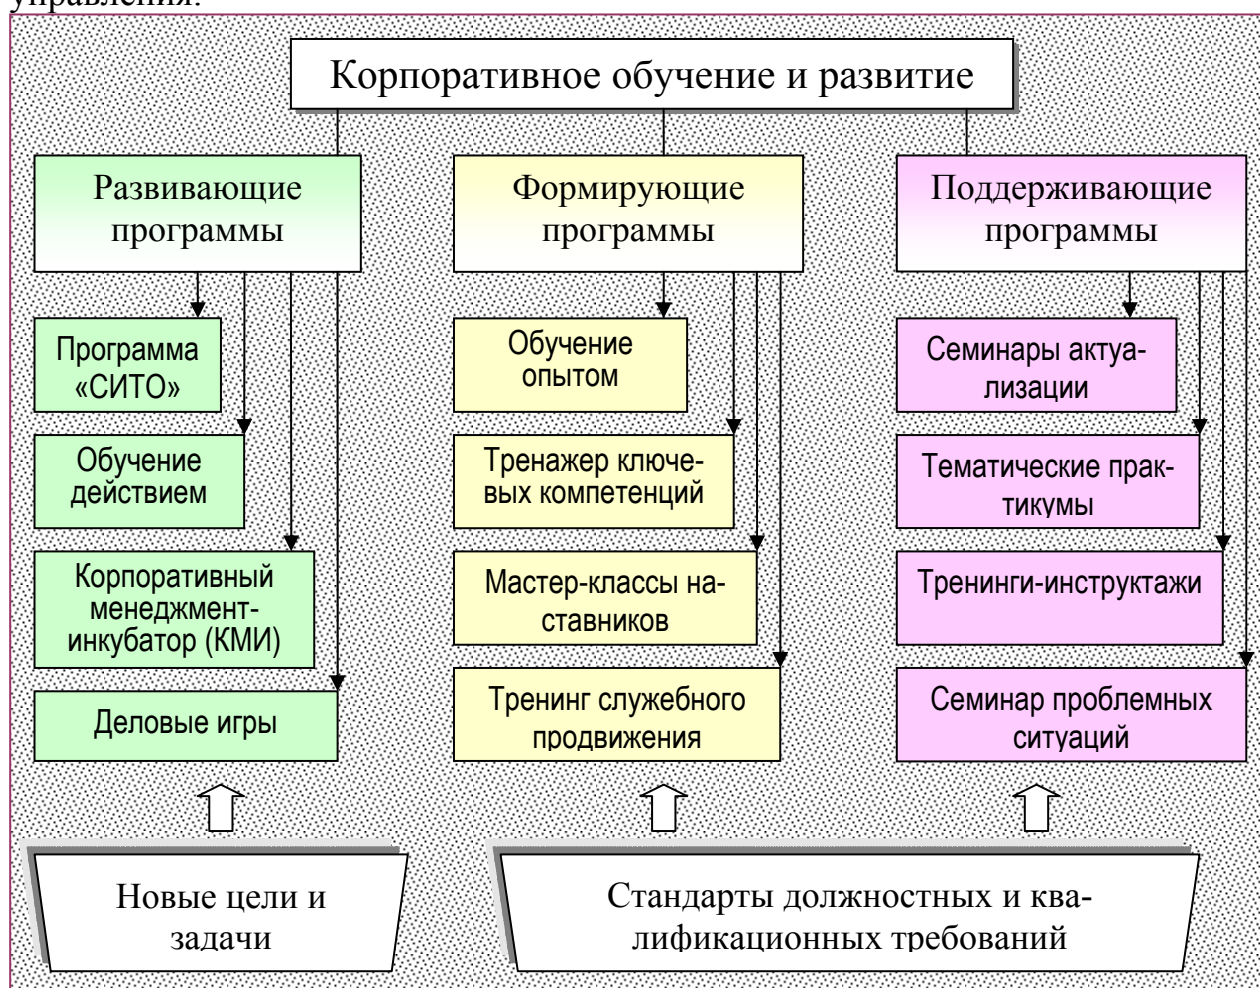 управления.
Корпоративное обучение и развитие
Развивающие
программы
Формирующие
программы
Поддерживающие
программы
Программа
«СИТО»
Обучение
действием
Корпоративный
менеджмент-
инкубатор (КМИ)
Деловые игры
Обучение
опытом
Тренажер ключе-
вых компетенций
Мастер-классы на-
ставников
Тренинг служебного
продвижения
Семинары актуа-
лизации
Тематические прак-
тикумы
Тренинги-инструктажи
Семинар проблемных
ситуаций
Новые цели и
задачи
Стандарты должностных и ква-
лификационных требований